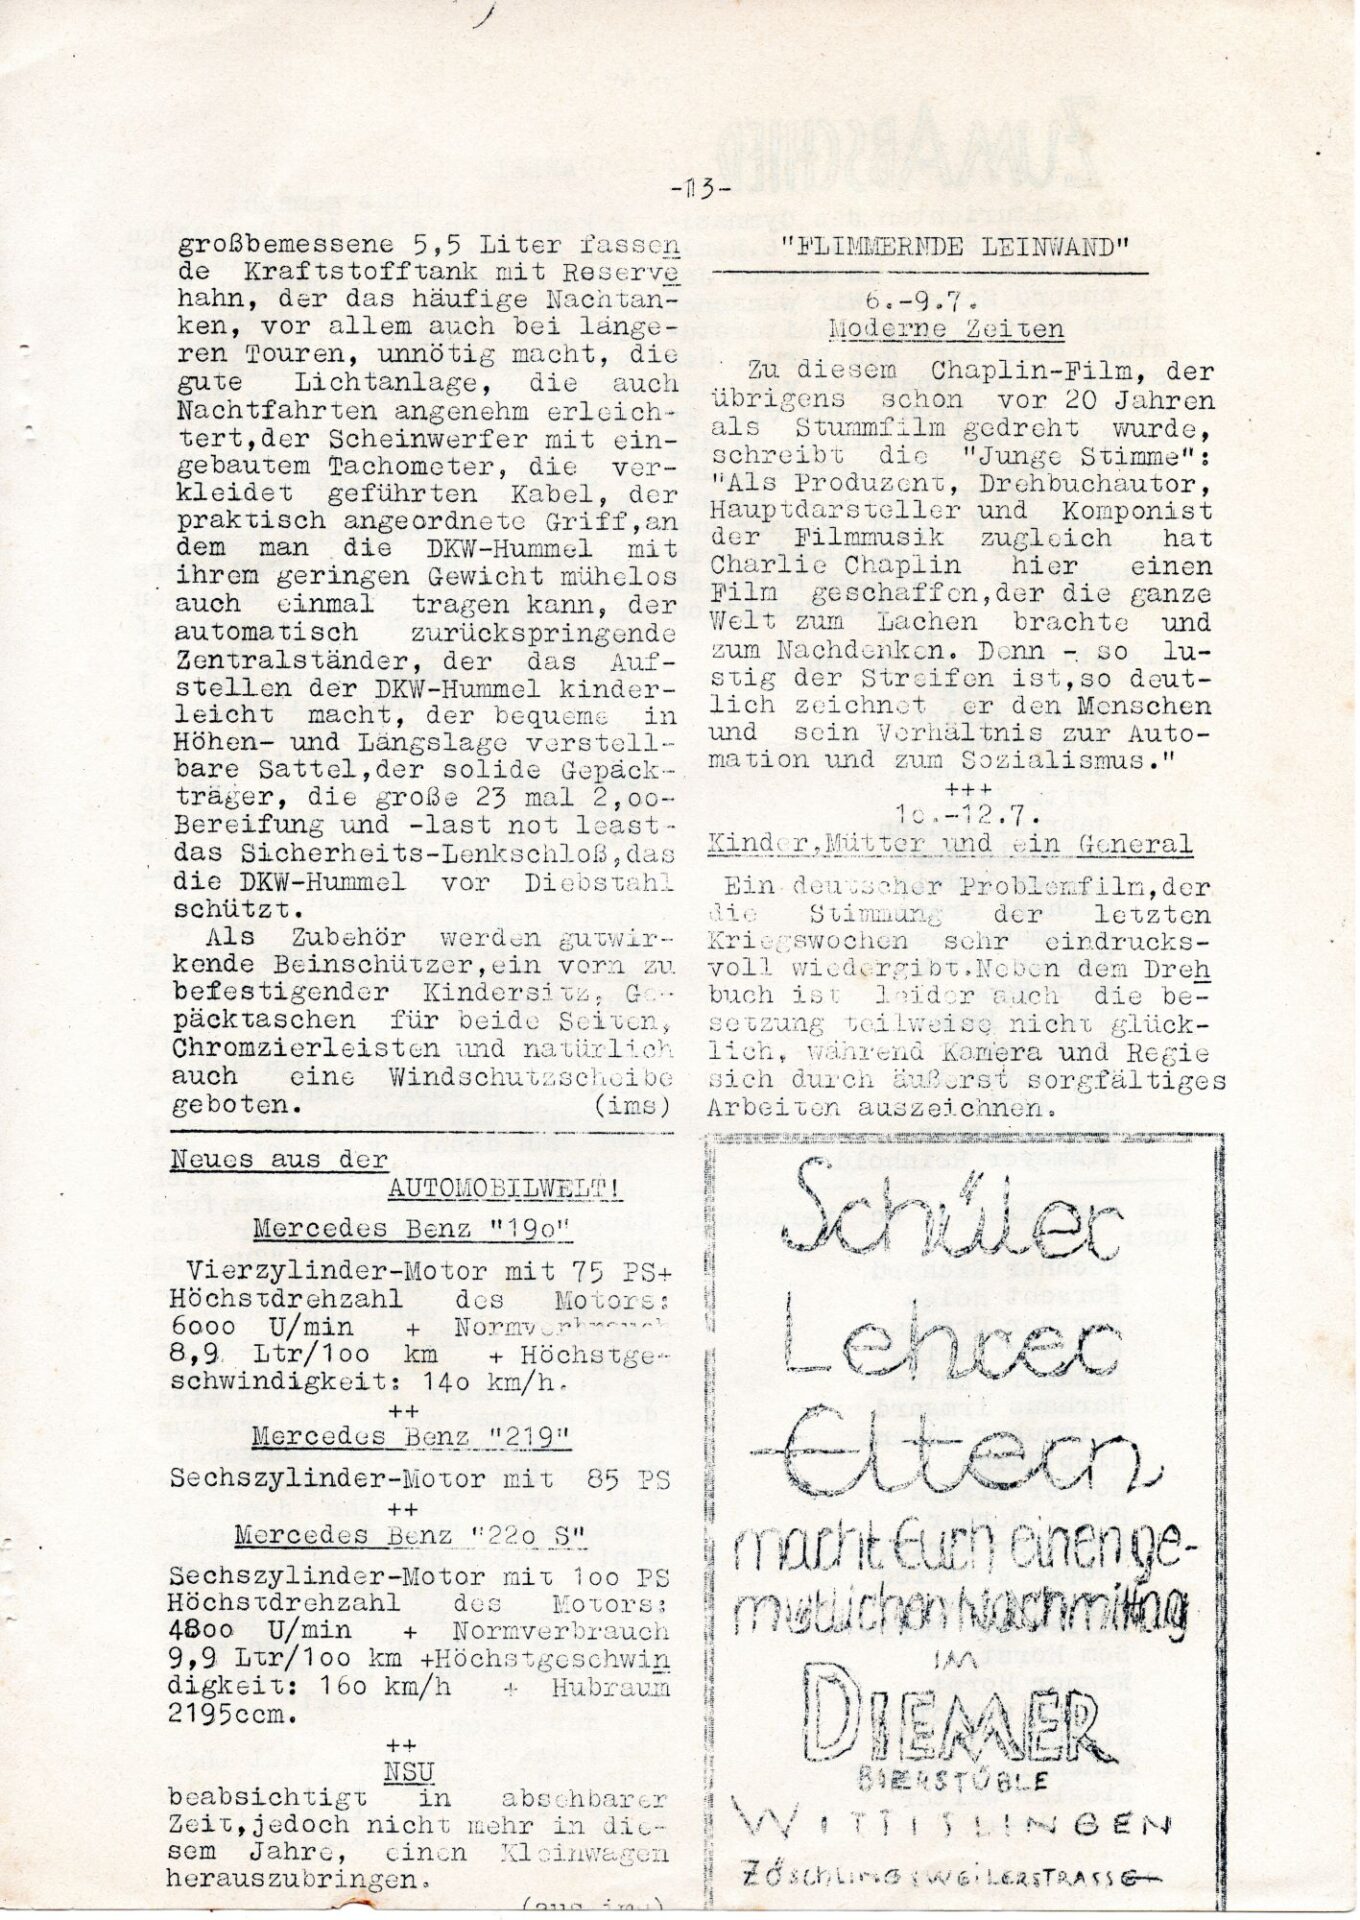 -13-
großbemessene 5,5 Liter fassen
de Kraftstofftank mit Reserve
hahn, der das häufige Nachtan-
ken, vor allem auch bei länge-
ren Touren, unnötig macht, die
gute Lichtanlage, die auch
Nachtfahrten angenehm erleich-
tert,der Scheinwerfer mit ein-
gebautem Tachometer, die ver-
kleidet geführten Kabel, der
praktisch angeordnete Griff,an
dem man die DKW-Hummel mit
ihrem geringen Gewicht mühelos
auch einmal tragen kann, der
automatisch zurückspringende
Zentralständer, der das Auf-
stellen der DKW-Hummel kinder-
leicht macht, der bequeme in
Höhen- und Längslage verstell-
bare Sattel,der solide Gepäck-
träger, die große 23 mal 2,oo-
Bereifung und -last not least-
das Sicherheits-Lenkschloß,das
die DKW-Hummel vor Diebstahl
schützt.
Als Zubehör werden gutwir-
kende Beinschützer,ein vorn zu
befestigender Kindersitz, Ge-
päcktaschen für beide Seiten,
Chromzierleisten und natürlich
auch eine Windschutzscheibe
geboten. (ims)
Neues aus der
AUTOMOBILWELT!
Mercedes Benz "19o"
Vierzylinder-Motor mit 75 PS+
Höchstdrehzahl des Motors:
6000 U/min + Normverbrauch
8,9 Ltr/1oo km + Höchstge-
schwindigkeit: 14o km/h.
++
Mercedes Benz "219"
Sechszylinder-Motor mit 85 PS
++
Mercedes Benz "22o S"
Sechszylinder-Motor mit 1oo PS
Höchstdrehzahl des Motors:
48oo U/min + Normverbrauch
9,9 Ltr/1oo km +Höchstgeschwin
digkeit: 16o km/h + Hubraum
2195ccm.
++
NSU
beabsichtigt in absehbarer
Zeit,jedoch nicht mehr in die-
sem Jahre, einen Kleinwagen
herauszubringen.
(aus ims)
"FLIMMERNDE LEINWAND"
6.-9.7.
Moderne Zeiten
Zu diesem Chaplin-Film, der
übrigens schon vor 20 Jahren
als Stummfilm gedreht wurde,
schreibt die "Junge Stimme":
"Als Produzent, Drehbuchautor,
Hauptdarsteller und Komponist
der Filmmusik zugleich hat
Charlie Chaplin hier einen
Film geschaffen,der die ganze
Welt zum Lachen brachte und
zum Nachdenken. Denn - so lu-
stig der Streifen ist,so deut-
lich zeichnet er den Menschen
und sein Verhältnis zur Auto-
mation und zum Sozialismus."
+++
1o.-12.7.
Kinder,Mütter und ein General
Ein deutscher Problemfilm,der
die Stimmung der letzten
Kriegswochen sehr eindrucks-
voll wiedergibt.Neben dem Dreh
buch ist leider auch die be-
setzung teilweise nicht glück-
lich, während Kamera und Regie
sich durch äußerst sorgfältiges
Arbeiten auszeichnen.
Schüler
Lehrer
Eltern
macht Euch einen ge-
mütlichen Nachmittag
im
DIEMER
BIERSTÜBLE
WITTISLINGEN
ZÖSCHLINGSWEILERSTRASSE